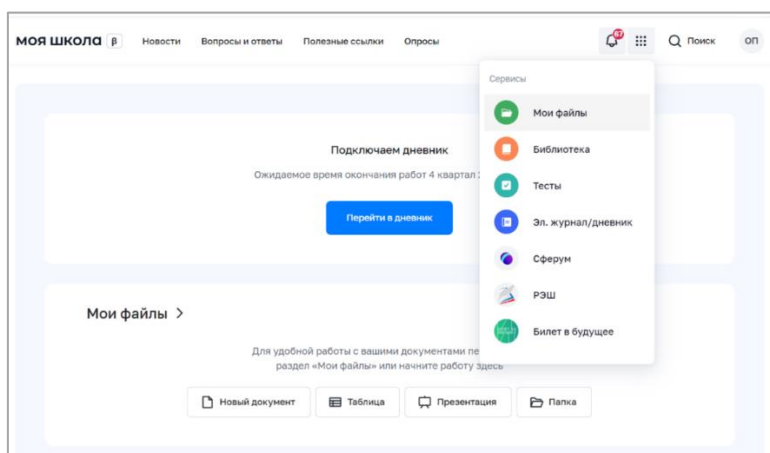 МОЯ ШКОЛА β Новости Вопросы и ответы Полезные ссылки Опросы 67 Поиск ОП
Сервисы
Мои файлы
Библиотека
Тесты
Эл. журнал/дневник
Сферум
РЭШ
Билет в будущее
Подключаем дневник
Ожидаемое время окончания работ 4 квартал
Перейти в дневник
Мои файлы >
Для удобной работы с вашими документами
раздел «Мои файлы» или начните работу здесь
Новый документ Таблица Презентация Папка